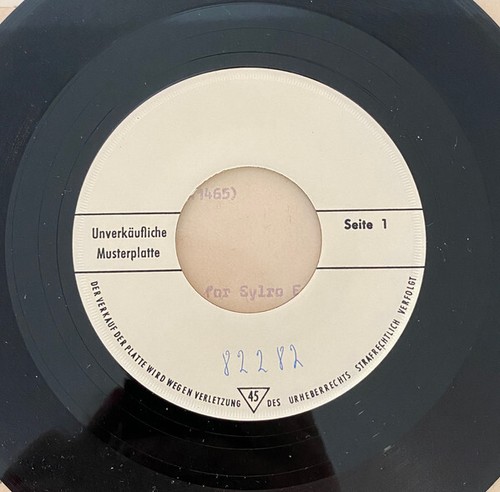 1465)
Unverkäufliche
Musterplatte
Seite 1
for Sylro
82282
DER VERKAUF DER PLATTE WIRD WEGEN VERLETZUNG 45 DES URHEBERRECHTS STRAFRECHTLICH VERFOLGT